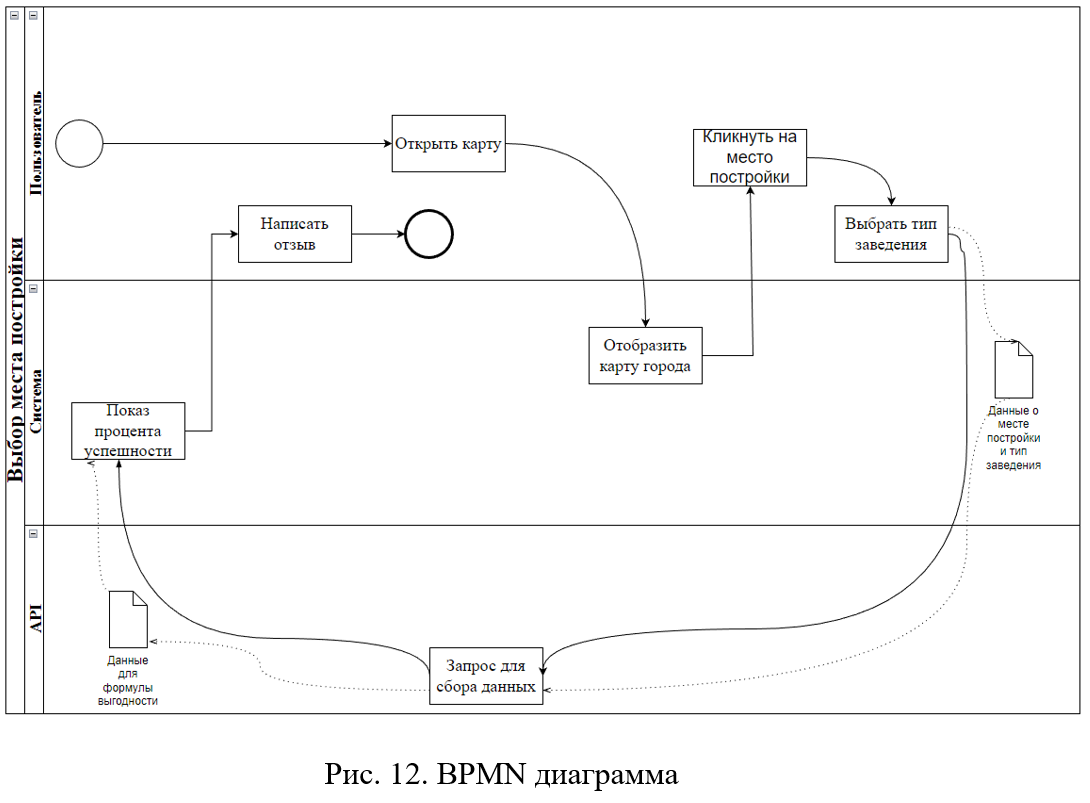 Выбор места постройки
Пользователь
Открыть карту
Кликнуть на
место
постройки
Написать
отзыв
Выбрать тип
заведения
Система
Отобразить
карту города
Показ
процента
успешности
Данные о
месте
постройки
и тип
заведения
API
Запрос для
сбора данных
Данные
для
формулы
выгодности
Рис. 12. BPMN диаграмма